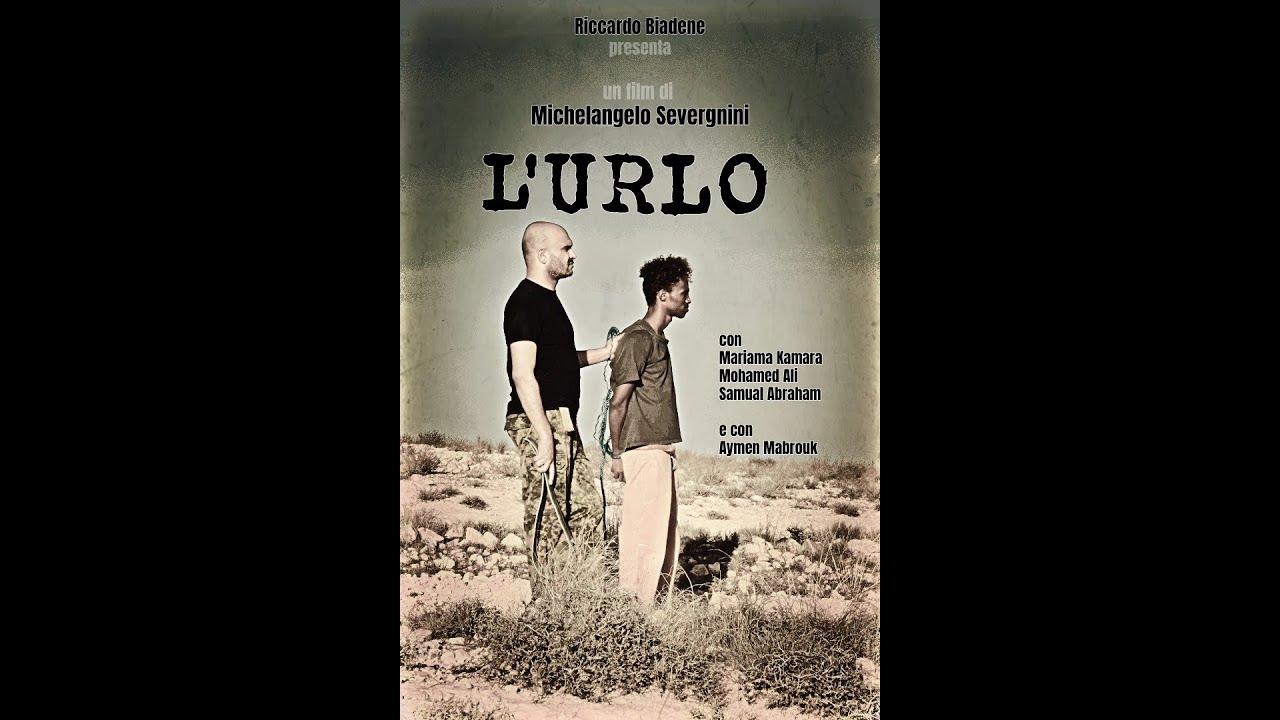 Riccardo Biadene
presenta
un film di
Michelangelo Severgnini
L'URLO
con
Mariama Kamara
Mohamed Ali
Samual Abraham
e con
Aymen Mabrouk